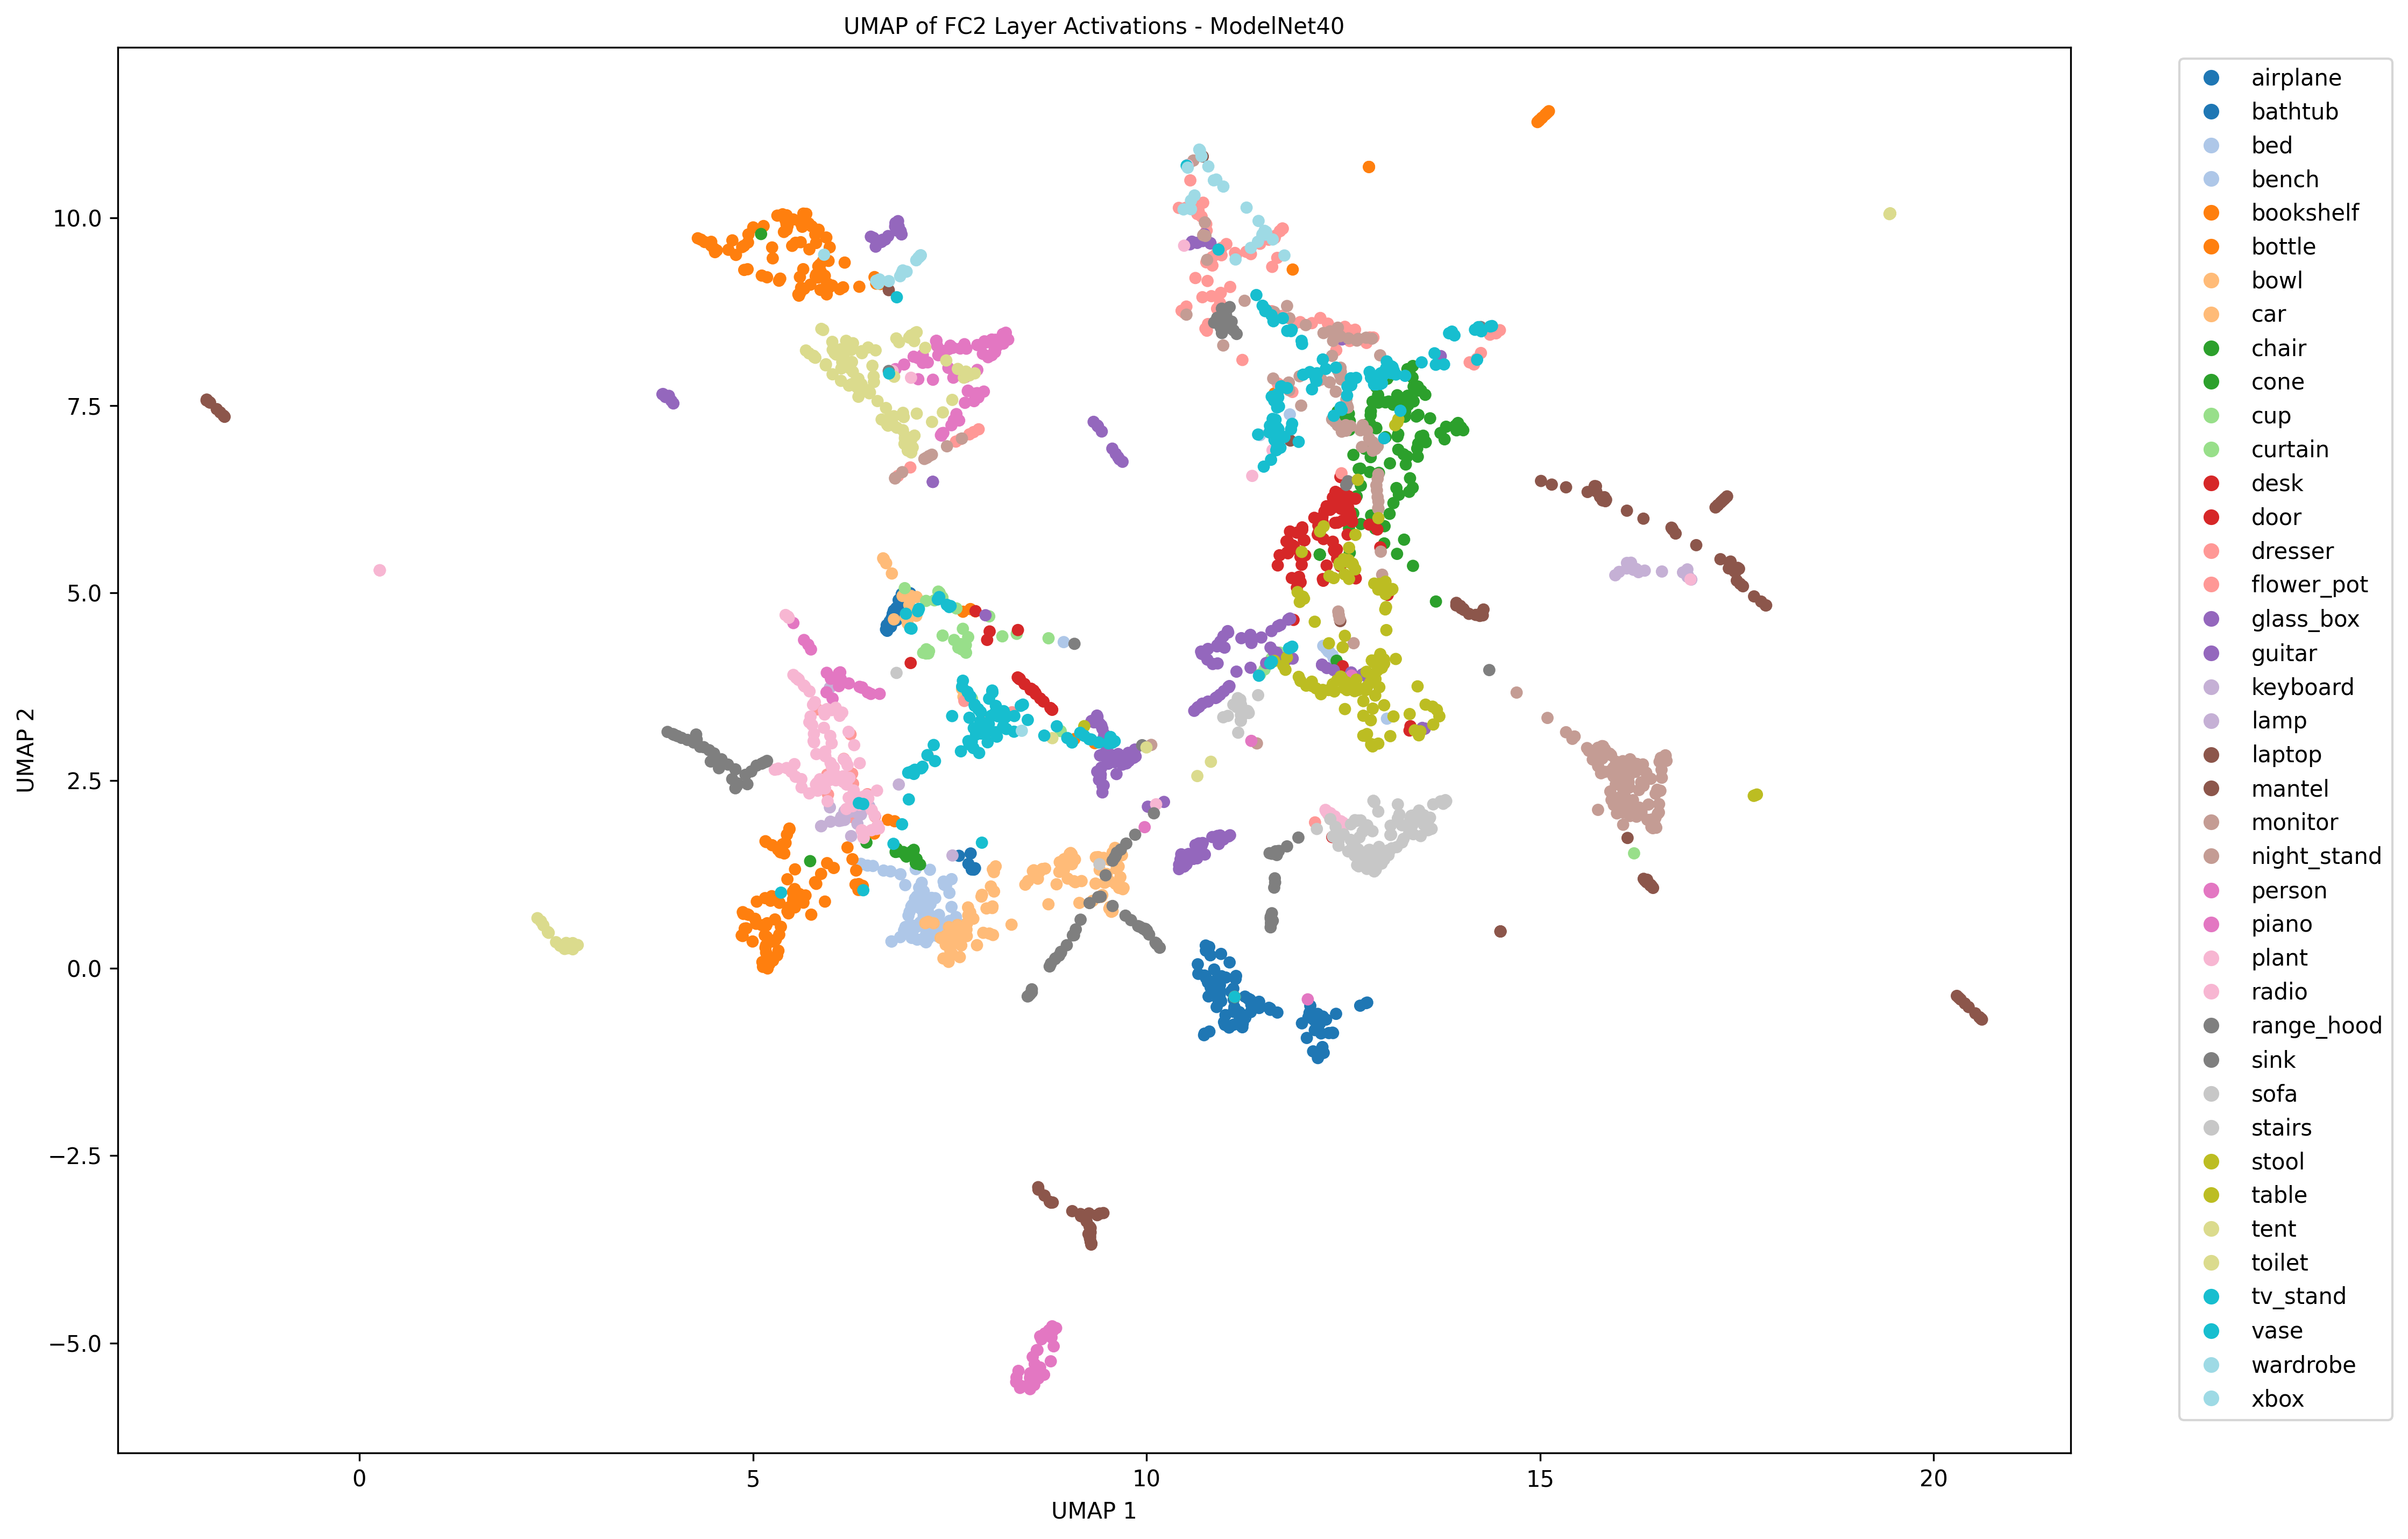 UMAP of FC2 Layer Activations - ModelNet40
10.0
7.5
5.0
2.5
0.0
−2.5
−5.0
UMAP 2
0
5
10
15
20
UMAP 1
airplane
bathtub
bed
bench
bookshelf
bottle
bowl
car
chair
cone
cup
curtain
desk
door
dresser
flower_pot
glass_box
guitar
keyboard
lamp
laptop
mantel
monitor
night_stand
person
piano
plant
radio
range_hood
sink
sofa
stairs
stool
table
tent
toilet
tv_stand
vase
wardrobe
xbox